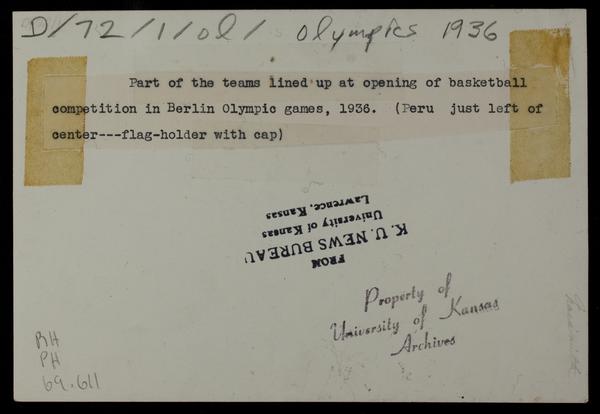 D/72/1/ol/ Olympics 1936
Part of the teams lined up at opening of basketball
competition in Berlin Olympic games, 1936. (Peru just left of
center---flag-holder with cap)
FROM
K. U. NEWS BUREAU
University of Kansas
Lawrence, Kansas
Property of
University of Kansas
Archives
Naismith
RH
PH
69.611